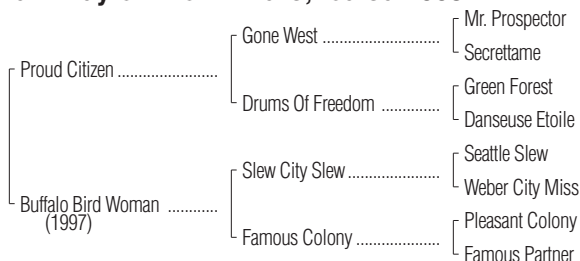 Mr. Prospector
Gone West ........................
Secrettame
Proud Citizen .....................
Green Forest
Drums Of Freedom ............
Danseuse Etoile
Seattle Slew
Slew City Slew ...................
Weber City Miss
Buffalo Bird Woman ..........
(1997)
Pleasant Colony
Famous Colony .................
Famous Partner